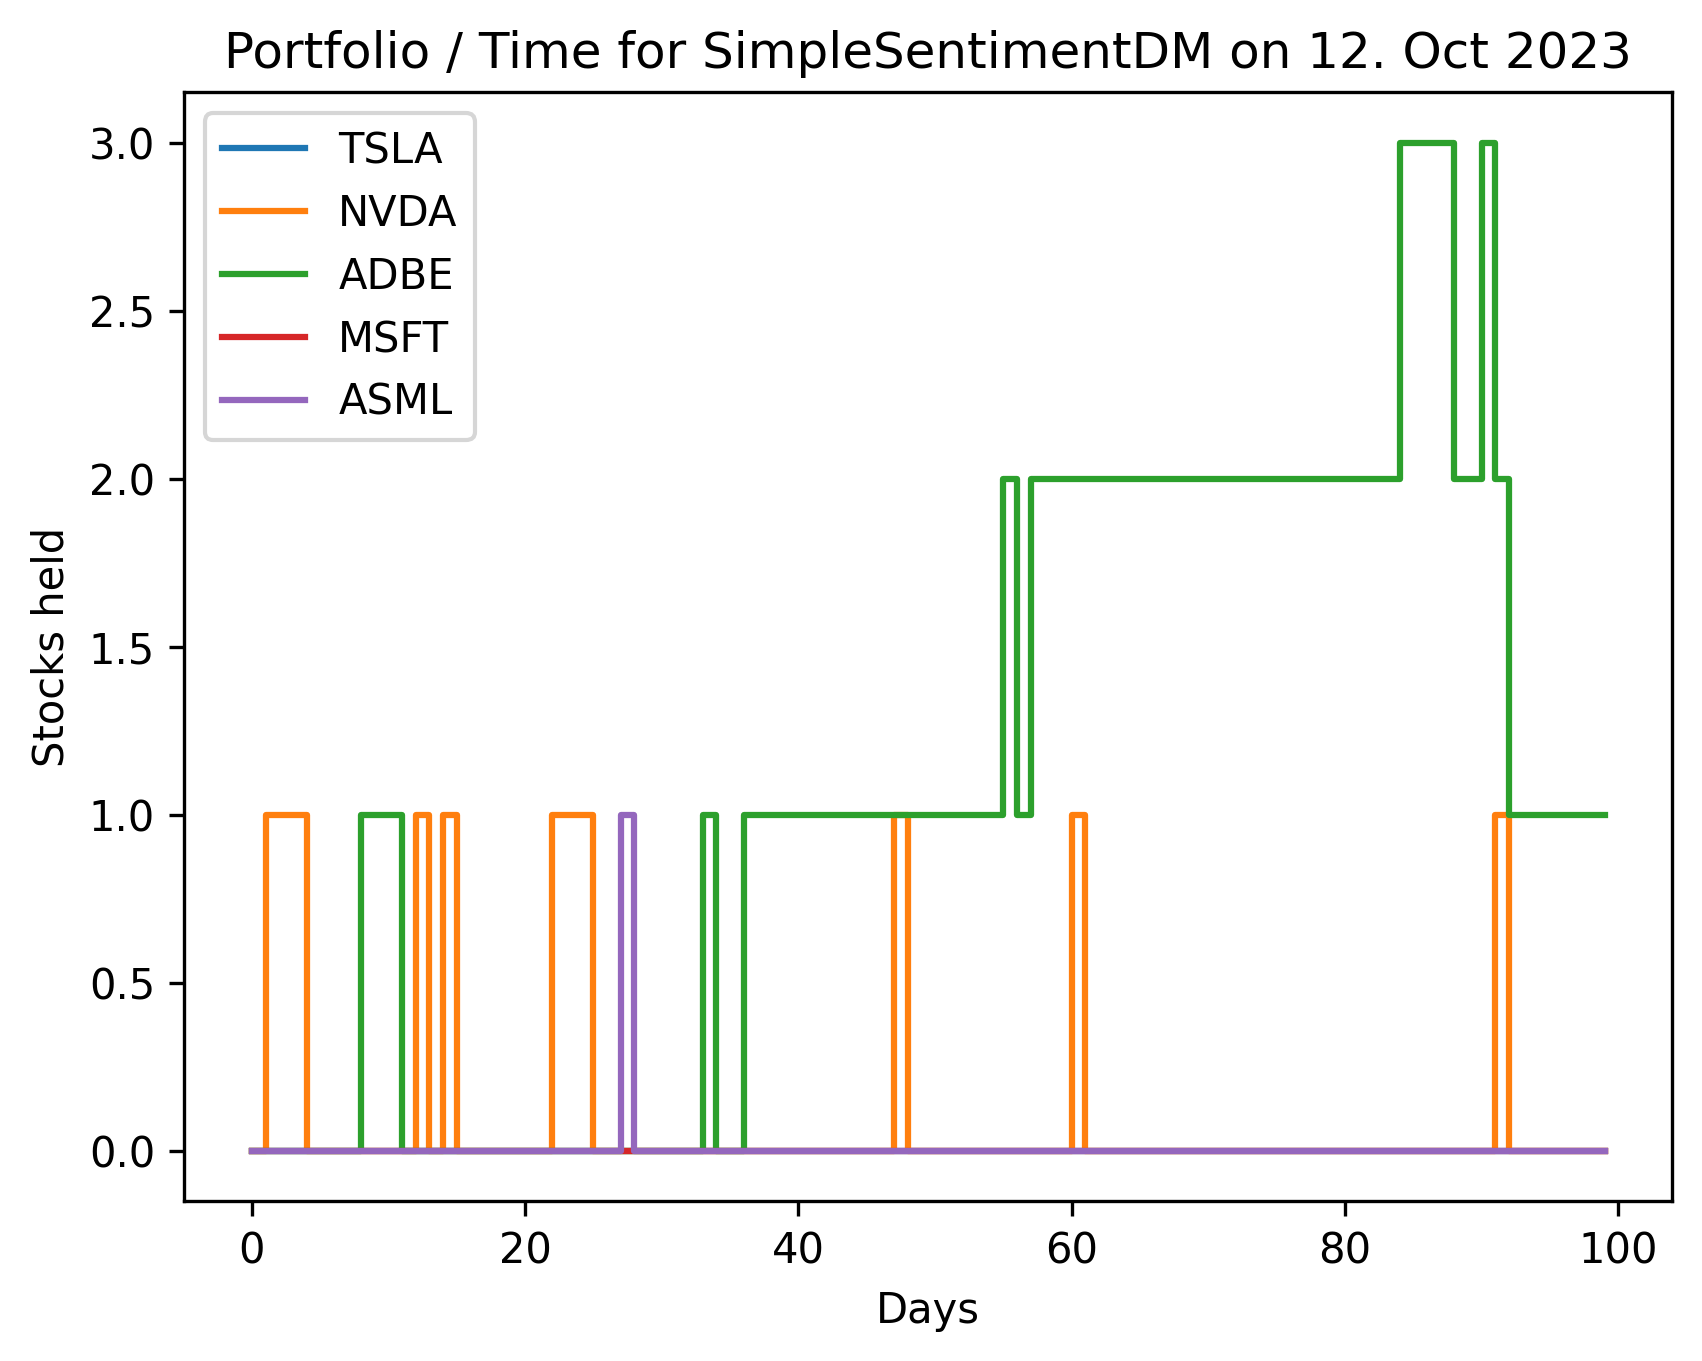 Portfolio / Time for SimpleSentimentDM on 12. Oct 2023
TSLA
NVDA
ADBE
MSFT
ASML
Stocks held
3.0
2.5
2.0
1.5
1.0
0.5
0.0
0 20 40 60 80 100
Days